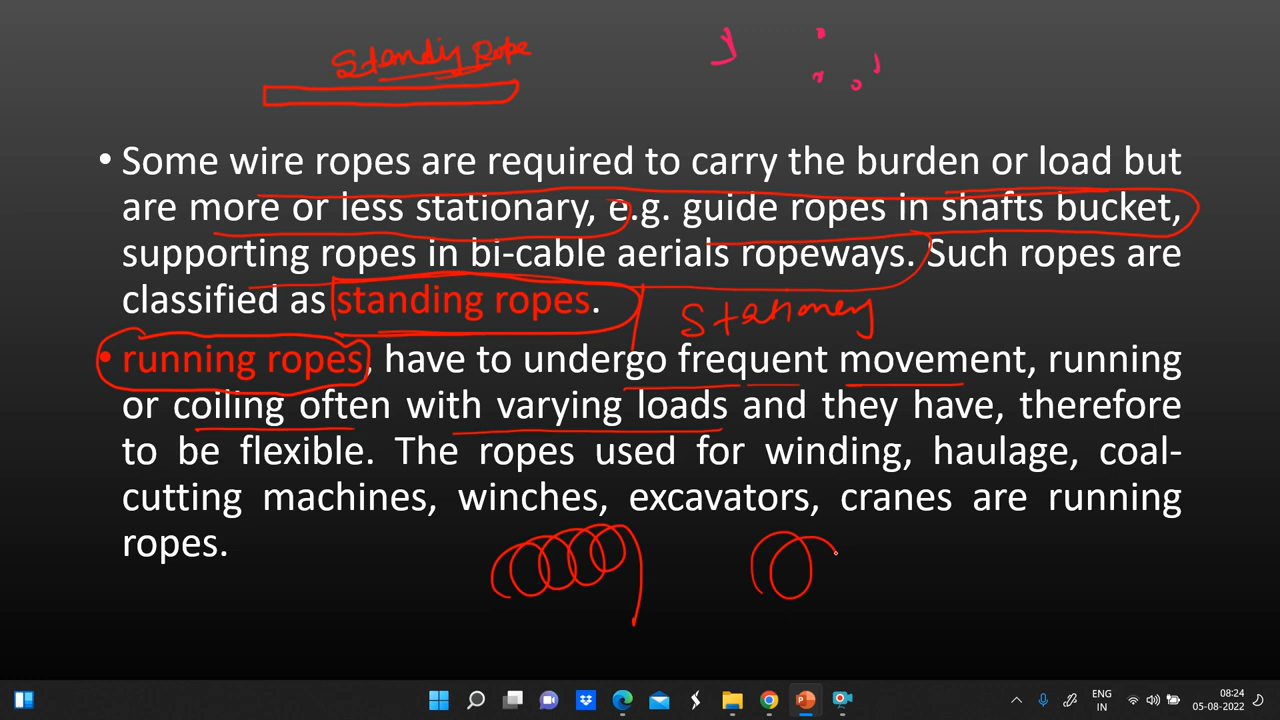 Standing Rope
• Some wire ropes are required to carry the burden or load but
are more or less stationary, e.g. guide ropes in shafts bucket,
supporting ropes in bi-cable aerials ropeways. Such ropes are
classified as standing ropes.
Stationery
• running ropes, have to undergo frequent movement, running
or coiling often with varying loads and they have, therefore
to be flexible. The ropes used for winding, haulage, coal-
cutting machines, winches, excavators, cranes are running
ropes.
ENG
IN
08:24
05-08-2022